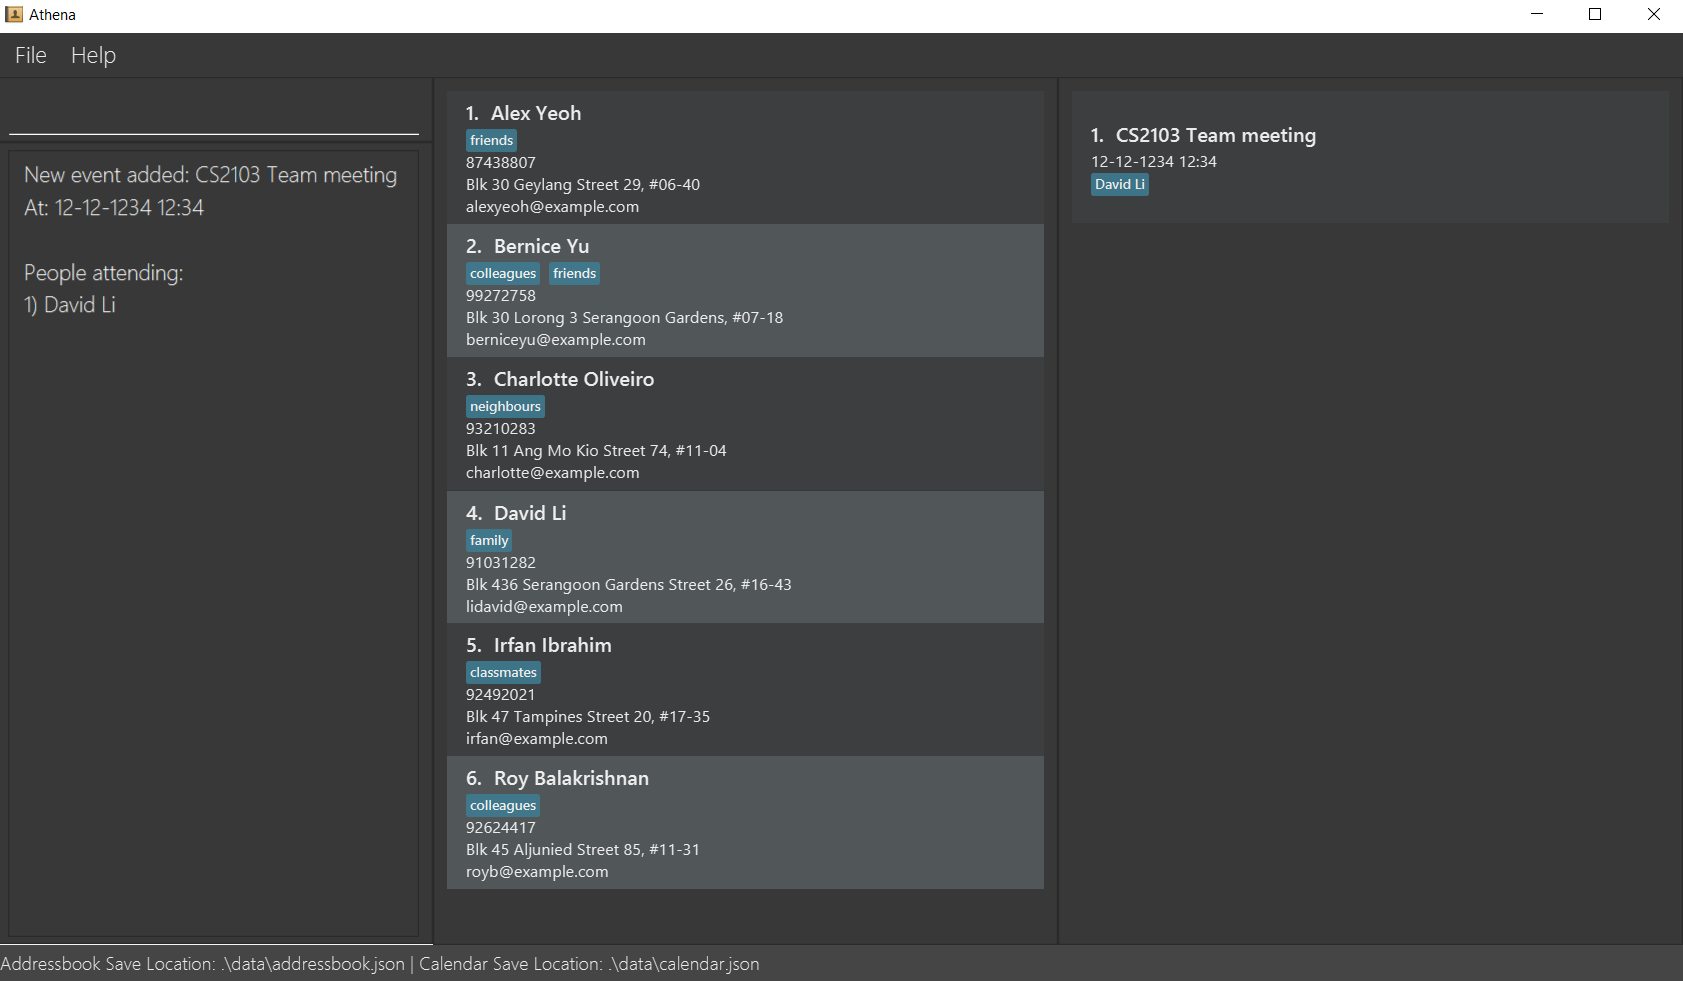 Athena
File Help
New event added: CS2103 Team meeting
At: 12-12-1234 12:34
People attending:
1) David Li
1. Alex Yeoh
friends
87438807
Blk 30 Geylang Street 29, #06-40
alexyeoh@example.com
2. Bernice Yu
colleagues friends
99272758
Blk 30 Lorong 3 Serangoon Gardens, #07-18
berniceyu@example.com
3. Charlotte Oliveiro
neighbours
93210283
Blk 11 Ang Mo Kio Street 74, #11-04
charlotte@example.com
4. David Li
family
91031282
Blk 436 Serangoon Gardens Street 26, #16-43
lidavid@example.com
5. Irfan Ibrahim
classmates
92492021
Blk 47 Tampines Street 20, #17-35
irfan@example.com
6. Roy Balakrishnan
colleagues
92624417
Blk 45 Aljunied Street 85, #11-31
royb@example.com
1. CS2103 Team meeting
12-12-1234 12:34
David Li
Addressbook Save Location: .\data\addressbook.json | Calendar Save Location: .\data\calendar.json